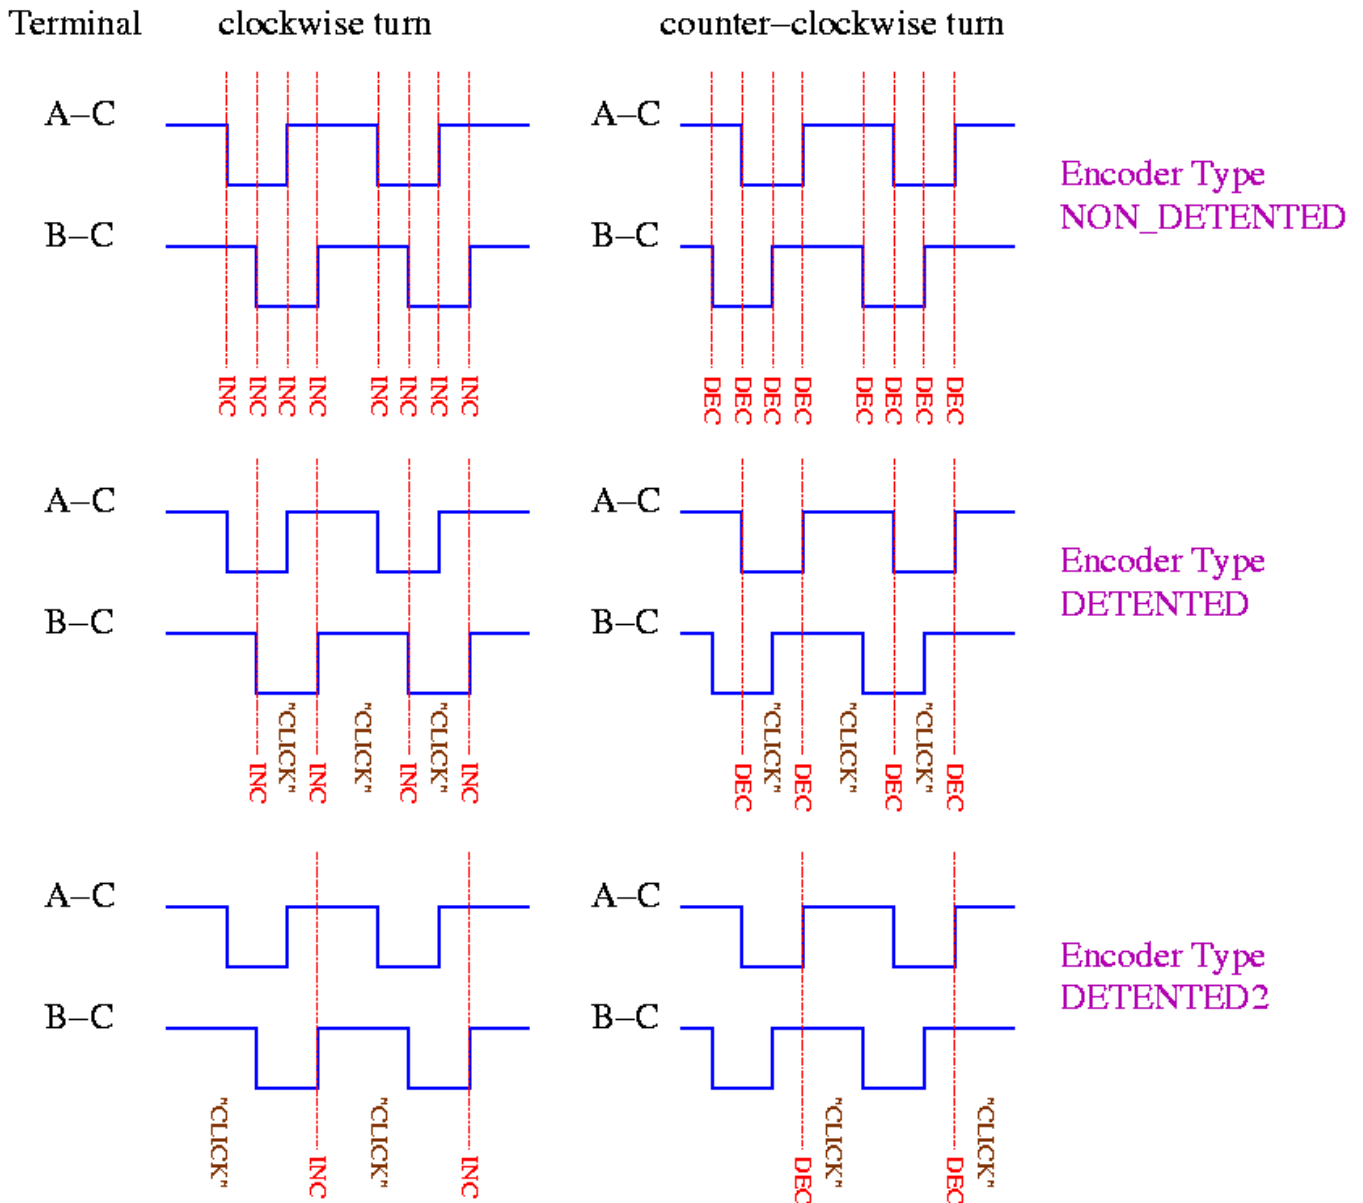 Terminal clockwise turn counter–clockwise turn
A–C A–C
Encoder Type
NON_DETENTED
B–C B–C
INC INC INC INC INC INC INC INC DEC DEC DEC DEC DEC DEC DEC DEC
A–C A–C
Encoder Type
DETENTED
B–C B–C
"CLICK" "CLICK" "CLICK" "CLICK" "CLICK" "CLICK"
INC INC INC INC DEC DEC DEC DEC
A–C A–C
Encoder Type
DETENTED2
B–C B–C
"CLICK" "CLICK" "CLICK" "CLICK"
INC INC DEC DEC